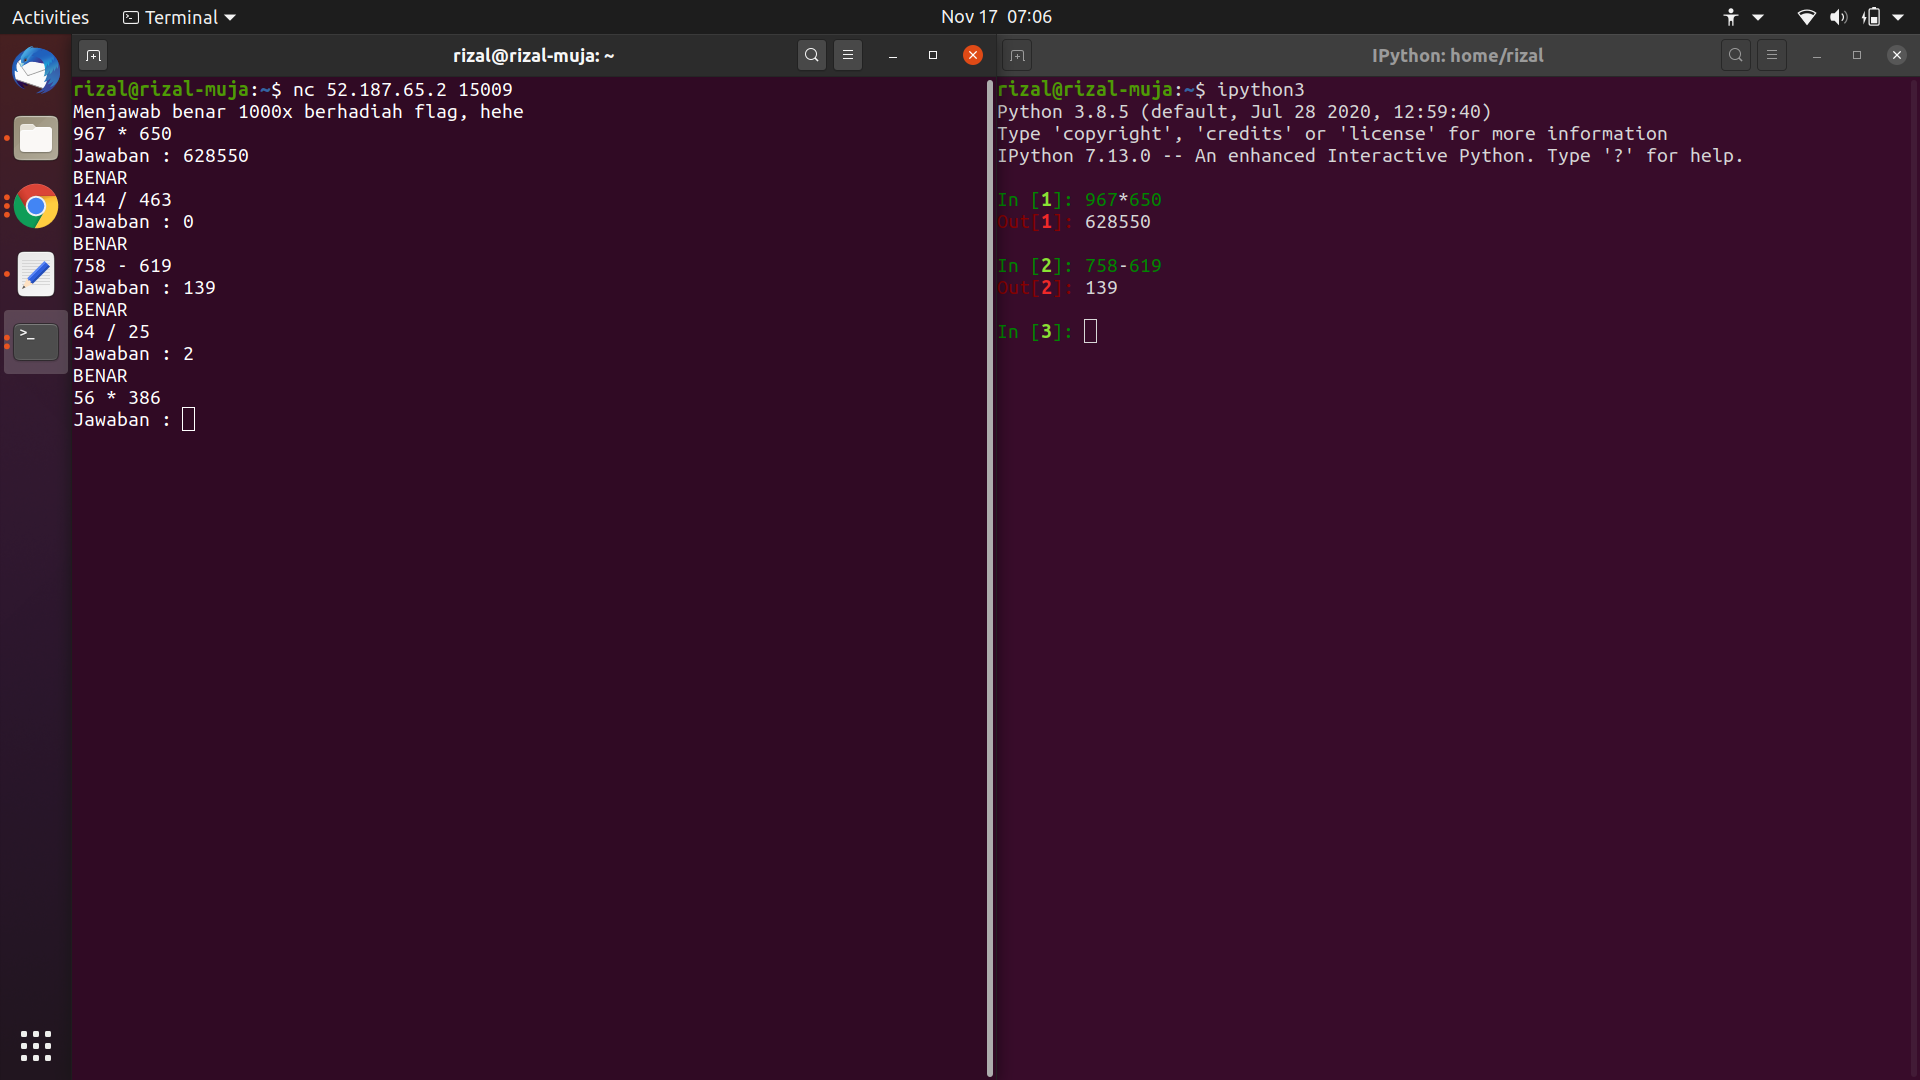 Activities
Terminal
Nov 17 07:06
rizal@rizal-muja: ~
rizal@rizal-muja:~$ nc 52.187.65.2 15009
Menjawab benar 1000x berhadiah flag, hehe
967 * 650
Jawaban : 628550
BENAR
144 / 463
Jawaban : 0
BENAR
758 - 619
Jawaban : 139
BENAR
64 / 25
Jawaban : 2
BENAR
56 * 386
Jawaban :
IPython: home/rizal
rizal@rizal-muja:~$ ipython3
Python 3.8.5 (default, Jul 28 2020, 12:59:40)
Type 'copyright', 'credits' or 'license' for more information
IPython 7.13.0 -- An enhanced Interactive Python. Type '?' for help.
In [1]: 967*650
Out[1]: 628550
In [2]: 758-619
Out[2]: 139
In [3]: